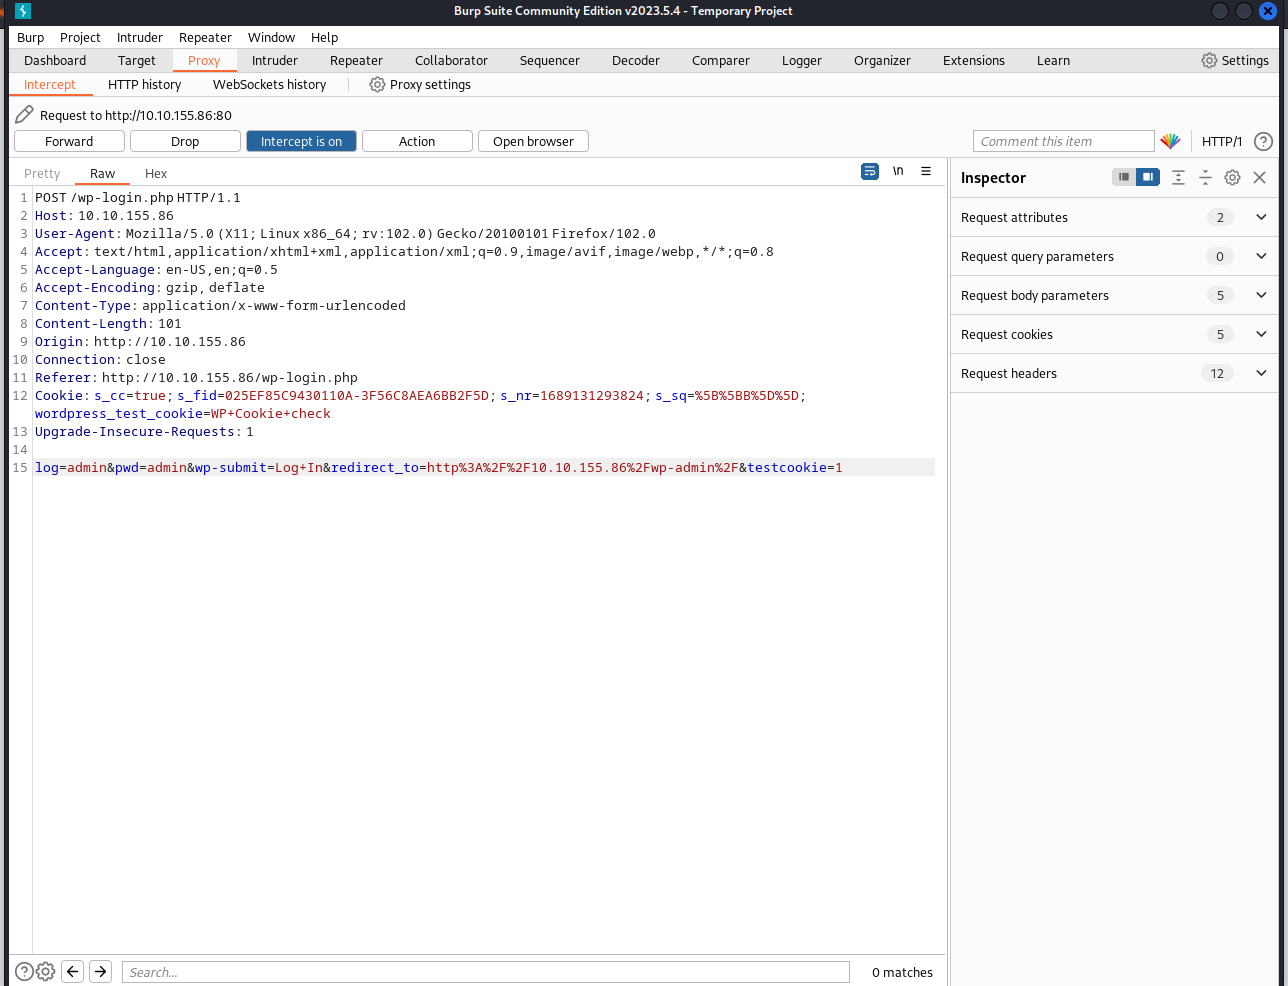 Burp Suite Community Edition v2023.5.4 - Temporary Project
Burp Project Intruder Repeater Window Help
Dashboard Target Proxy Intruder Repeater Collaborator Sequencer Decoder Comparer Logger Organizer Extensions Learn Settings
Intercept HTTP history WebSockets history Proxy settings
Request to http://10.10.155.86:80
Forward Drop Intercept is on Action Open browser Comment this item HTTP/1 ?
Pretty Raw Hex \n
Inspector
1 POST /wp-login.php HTTP/1.1
2 Host: 10.10.155.86
3 User-Agent: Mozilla/5.0 (X11; Linux x86_64; rv:102.0) Gecko/20100101 Firefox/102.0
4 Accept: text/html,application/xhtml+xml,application/xml;q=0.9,image/avif,image/webp,*/*;q=0.8
5 Accept-Language: en-US,en;q=0.5
6 Accept-Encoding: gzip, deflate
7 Content-Type: application/x-www-form-urlencoded
8 Content-Length: 101
9 Origin: http://10.10.155.86
10 Connection: close
11 Referer: http://10.10.155.86/wp-login.php
12 Cookie: s_cc=true; s_fid=025EF85C9430110A-3F56C8AEA6BB2F5D; s_nr=1689131293824; s_sq=%5B%5BB%5D%5D;
wordpress_test_cookie=WP+Cookie+check
13 Upgrade-Insecure-Requests: 1
14
15 log=admin&pwd=admin&wp-submit=Log+In&redirect_to=http%3A%2F%2F10.10.155.86%2Fwp-admin%2F&testcookie=1
Request attributes 2
Request query parameters 0
Request body parameters 5
Request cookies 5
Request headers 12
? Search... 0 matches